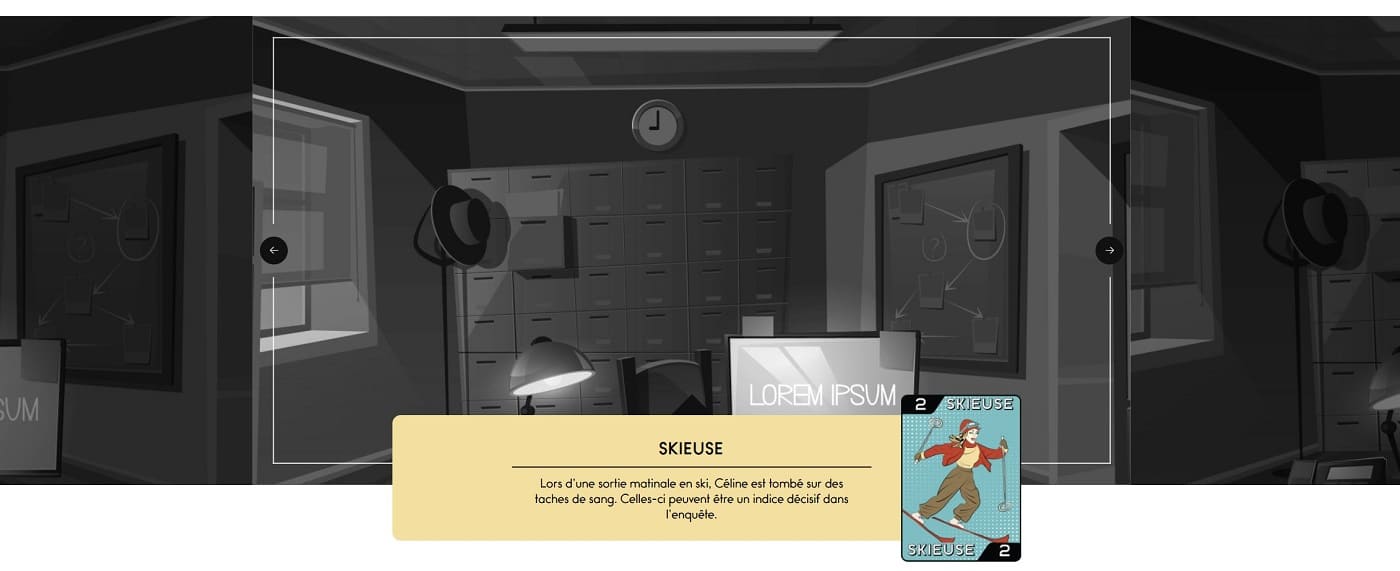 ?
SUM
LOREM IPSUM
2 SKIEUSE
SKIEUSE
Lors d'une sortie matinale en ski, Céline est tombé sur des
taches de sang. Celles-ci peuvent être un indice décisif dans
l'enquête.
SKIEUSE 2